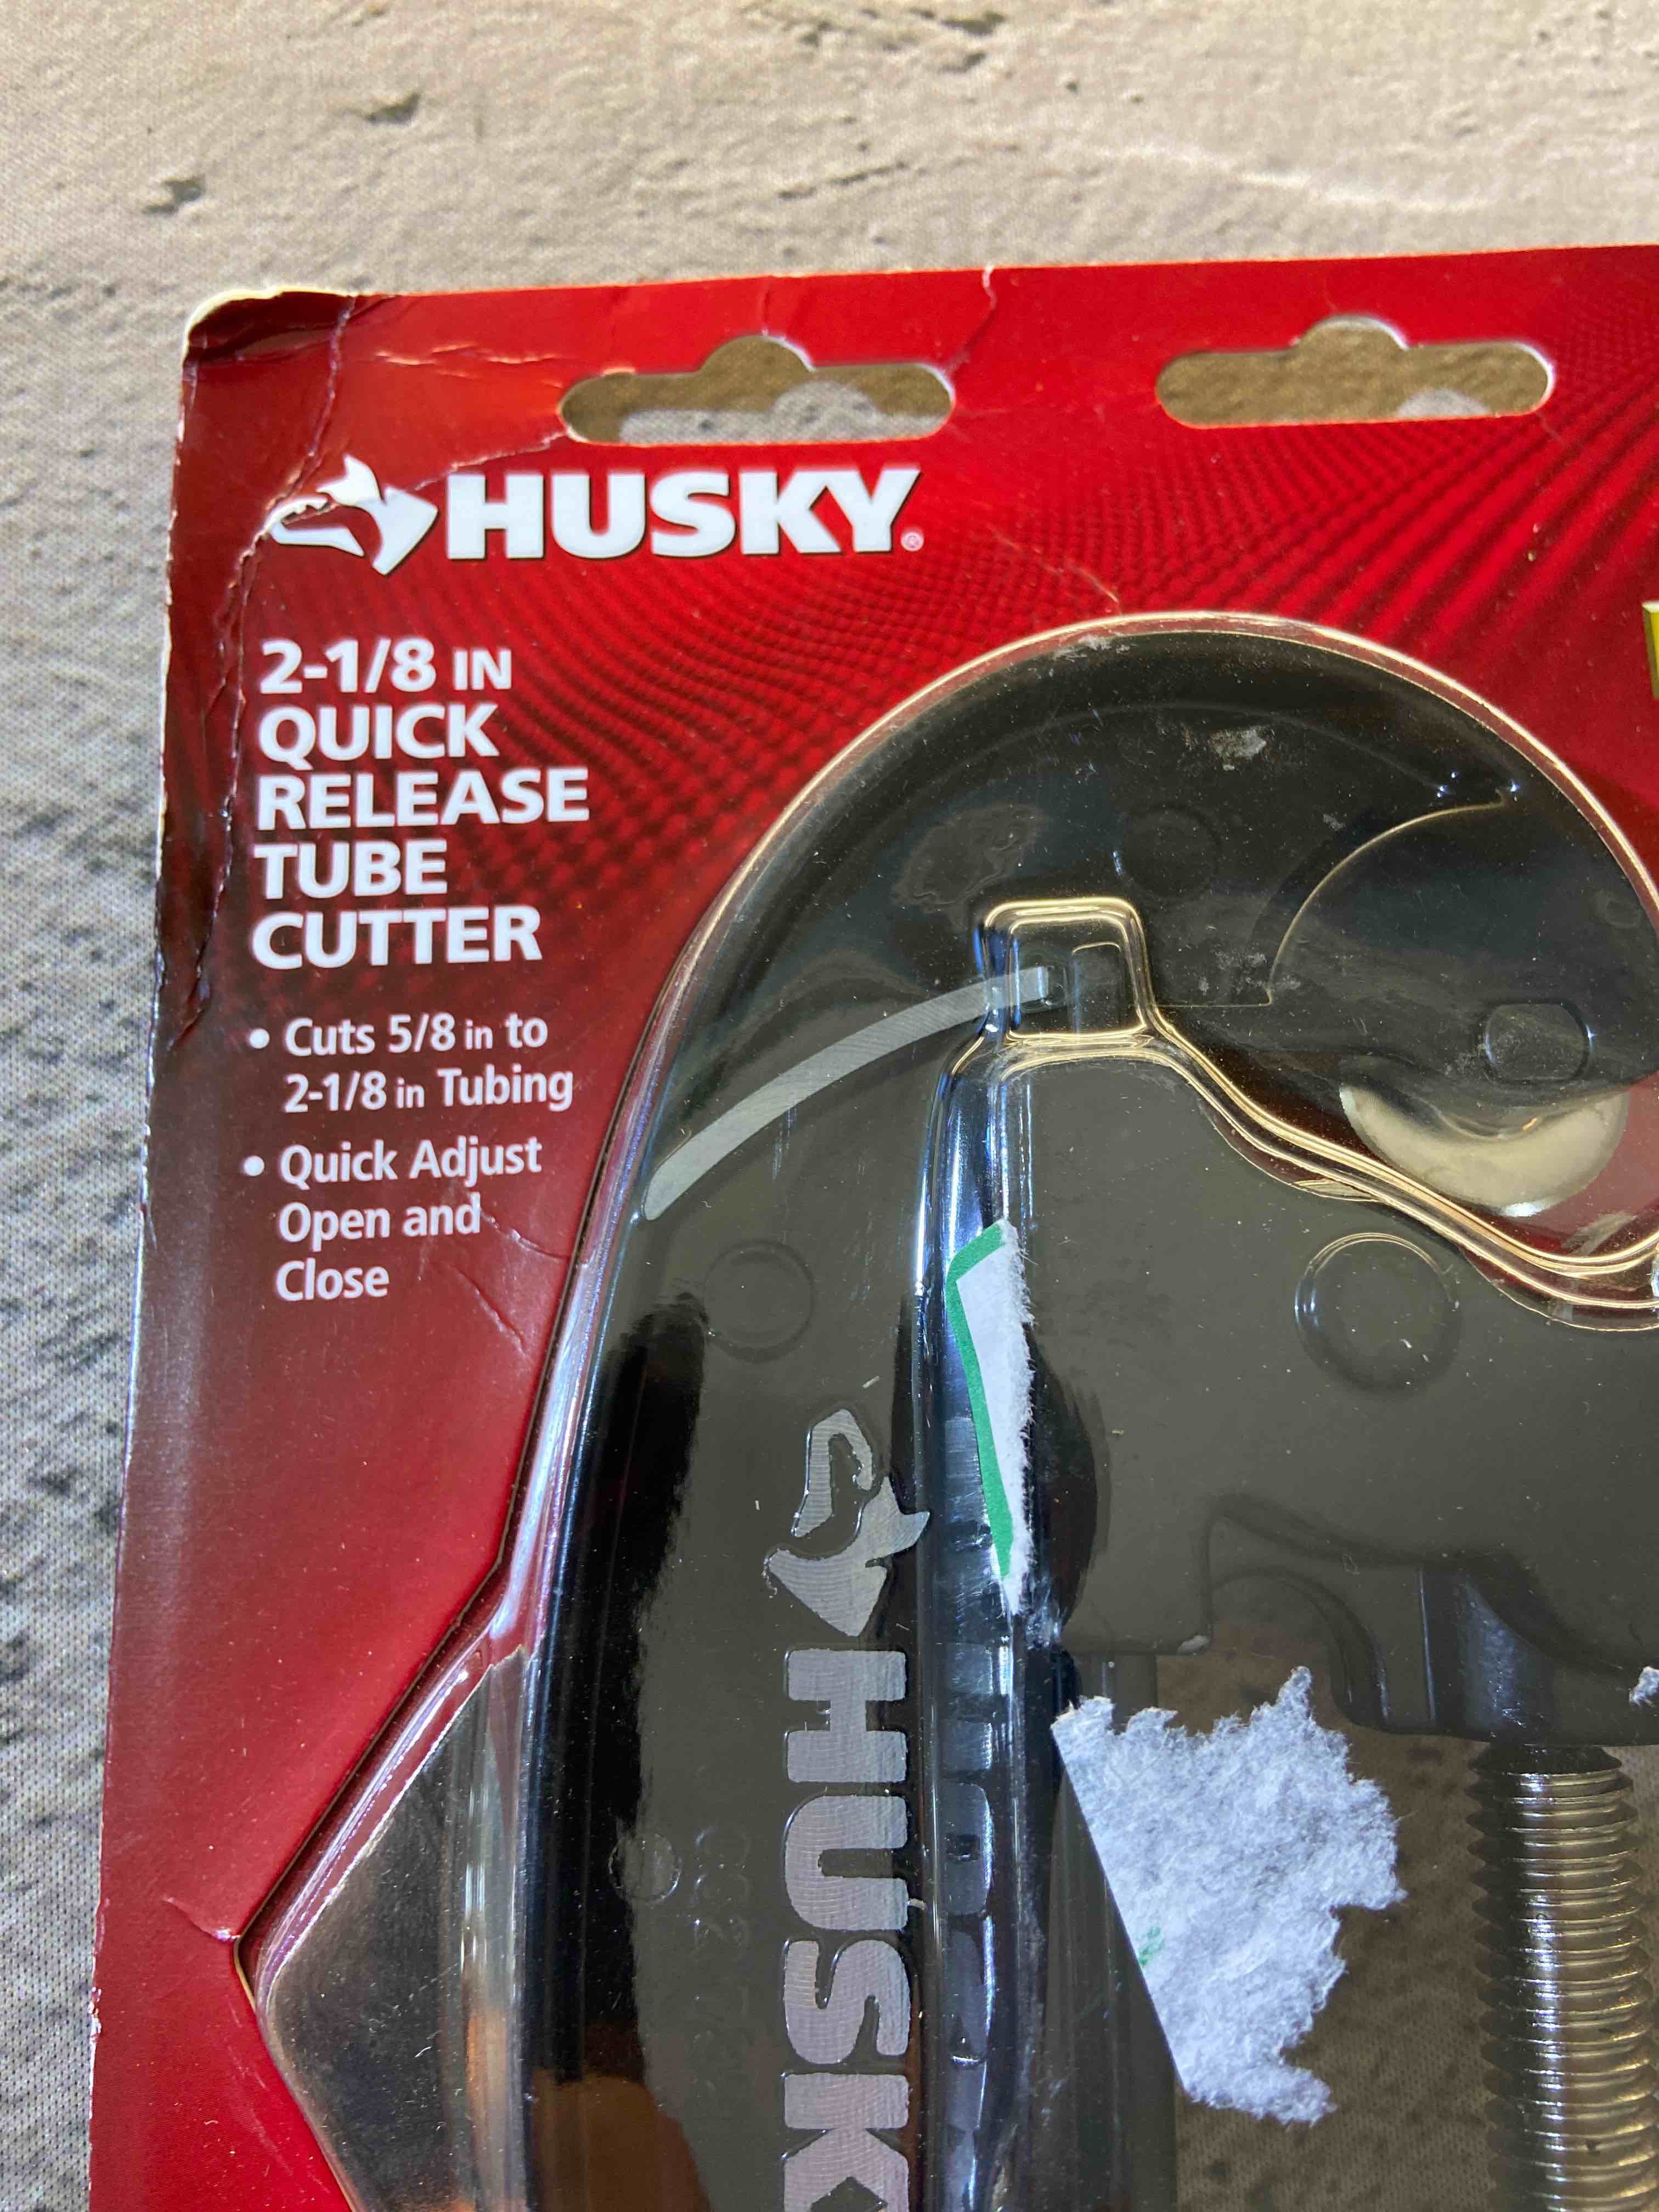 HUSKY®
2-1/8 IN
QUICK
RELEASE
TUBE
CUTTER
• Cuts 5/8 in to
2-1/8 in Tubing
• Quick Adjust
Open and
Close
HUSK